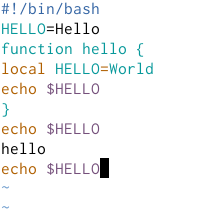 #!/bin/bash
HELLO=Hello
function hello {
local HELLO=World
echo $HELLO
}
echo $HELLO
hello
echo $HELLO
~
~